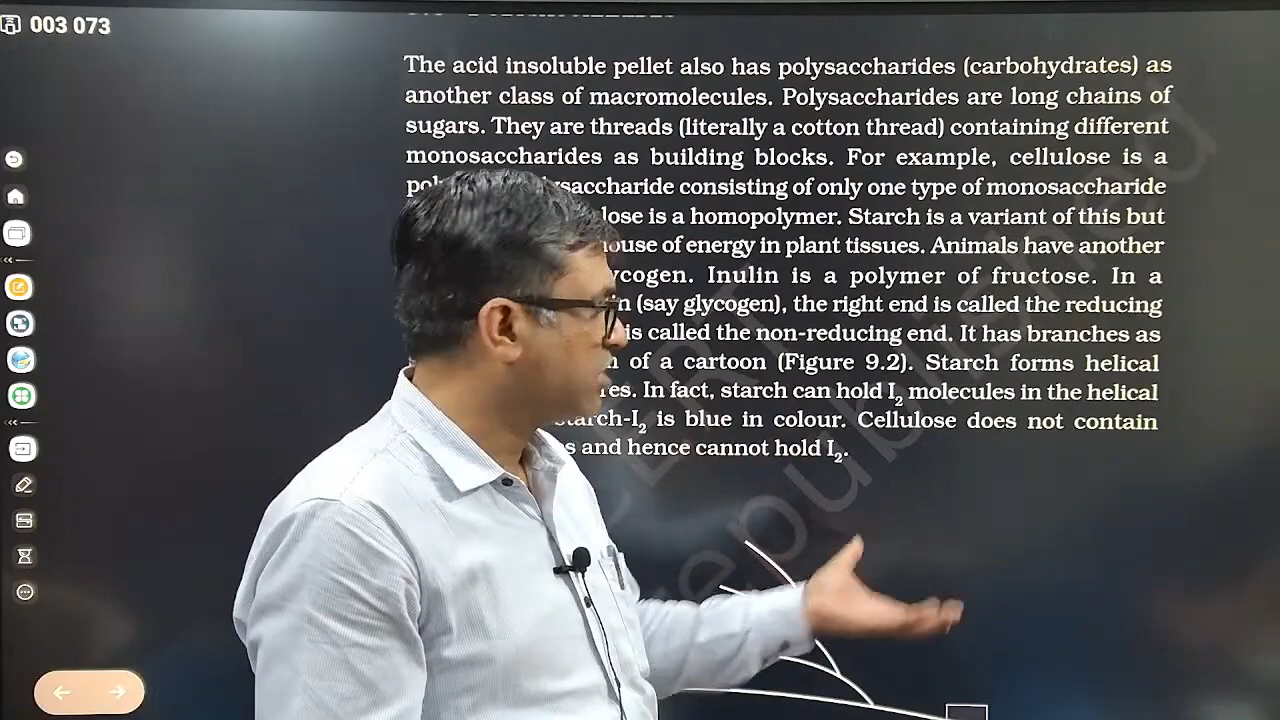 003 073
The acid insoluble pellet also has polysaccharides (carbohydrates) as
another class of macromolecules. Polysaccharides are long chains of
sugars. They are threads (literally a cotton thread) containing different
monosaccharides as building blocks. For example, cellulose is a
saccharide consisting of only one type of monosaccharide
is a homopolymer. Starch is a variant of this but
of energy in plant tissues. Animals have another
Inulin is a polymer of fructose. In a
(say glycogen), the right end is called the reducing
is called the non-reducing end. It has branches as
of a cartoon (Figure 9.2). Starch forms helical
In fact, starch can hold I₂ molecules in the helical
starch-I₂ is blue in colour. Cellulose does not contain
and hence cannot hold I₂.
republished